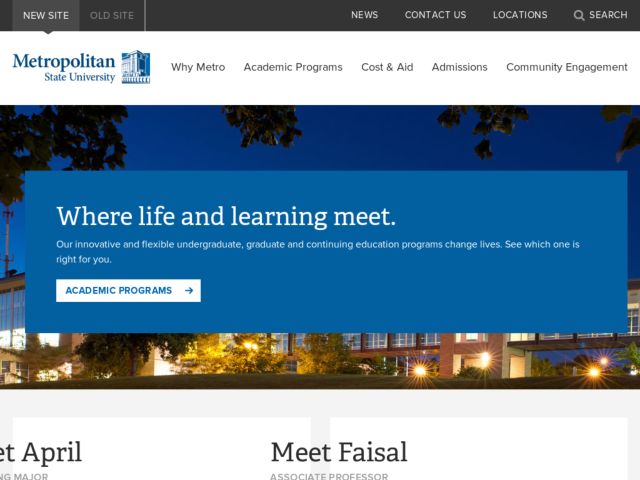 NEW SITE
OLD SITE
NEWS
CONTACT US
LOCATIONS
SEARCH
Metropolitan
State University
Why Metro
Academic Programs
Cost & Aid
Admissions
Community Engagement
Where life and learning meet.
Our innovative and flexible undergraduate, graduate and continuing education programs change lives. See which one is
right for you.
ACADEMIC PROGRAMS
April
MAJOR
Meet Faisal
ASSOCIATE PROFESSOR